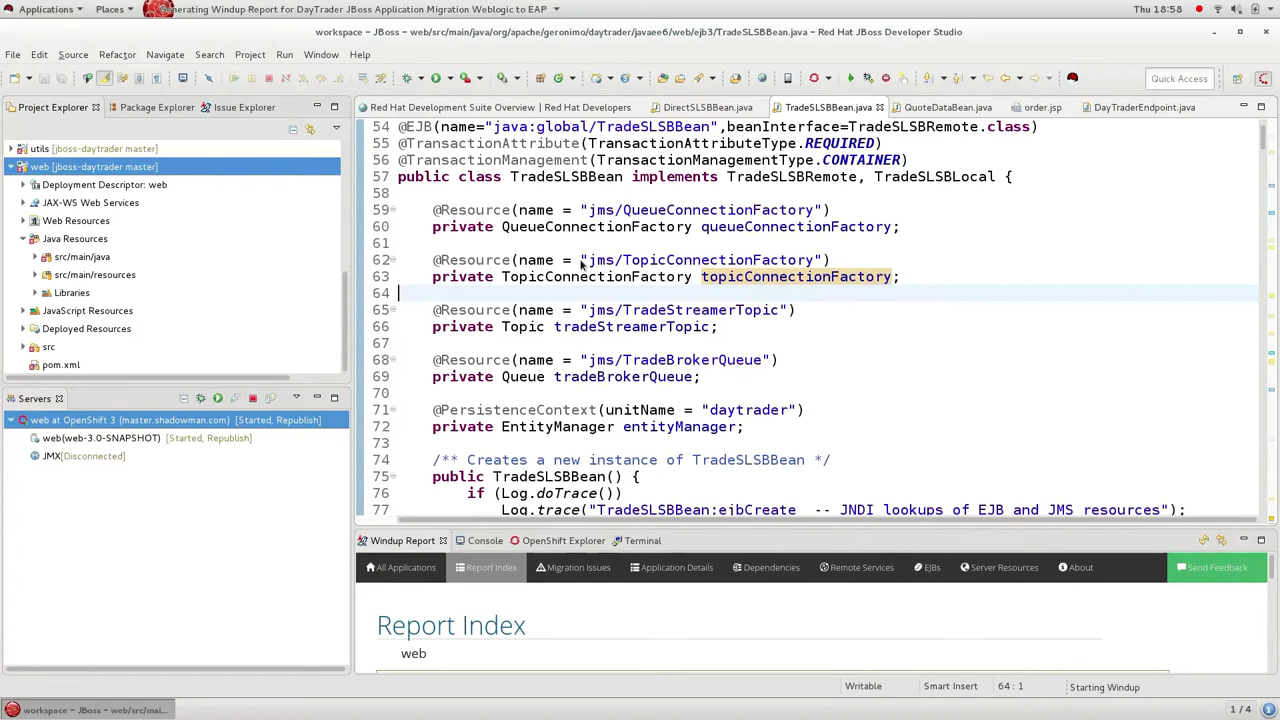 Applications
Places
Generating Windup Report for DayTrader JBoss Application Migration Weblogic to EAP
Thu 18:58
workspace – JBoss – web/src/main/java/org/apache/geronimo/daytrader/javaee6/web/ejb3/TradeSLSBBean.java – Red Hat JBoss Developer Studio
File Edit Source Refactor Navigate Search Project Run Window Help
Quick Access
Project Explorer
Package Explorer
Issue Explorer
Red Hat Development Suite Overview | Red Hat Developers
DirectSLSBBean.java
TradeSLSBBean.java
QuoteDataBean.java
order.jsp
DayTraderEndpoint.java
utils [jboss-daytrader master]
web [jboss-daytrader master]
Deployment Descriptor: web
JAX-WS Web Services
Web Resources
Java Resources
src/main/java
src/main/resources
Libraries
JavaScript Resources
Deployed Resources
src
pom.xml
54 @EJB(name="java:global/TradeSLSBBean",beanInterface=TradeSLSBRemote.class)
55 @TransactionAttribute(TransactionAttributeType.REQUIRED)
56 @TransactionManagement(TransactionManagementType.CONTAINER)
57 public class TradeSLSBBean implements TradeSLSBRemote, TradeSLSBLocal {
58
59 @Resource(name = "jms/QueueConnectionFactory")
60 private QueueConnectionFactory queueConnectionFactory;
61
62 @Resource(name = "jms/TopicConnectionFactory")
63 private TopicConnectionFactory topicConnectionFactory;
64
65 @Resource(name = "jms/TradeStreamerTopic")
66 private Topic tradeStreamerTopic;
67
68 @Resource(name = "jms/TradeBrokerQueue")
69 private Queue tradeBrokerQueue;
70
71 @PersistenceContext(unitName = "daytrader")
72 private EntityManager entityManager;
73
74 /** Creates a new instance of TradeSLSBBean */
75 public TradeSLSBBean() {
76 if (Log.doTrace())
77 Log.trace("TradeSLSBBean:ejbCreate -- JNDI lookups of EJB and JMS resources");
Servers
web at OpenShift 3 (master.shadowman.com) [Started, Republish]
web(web-3.0-SNAPSHOT) [Started, Republish]
JMX[Disconnected]
Windup Report
Console
OpenShift Explorer
Terminal
All Applications
Report Index
Migration Issues
Application Details
Dependencies
Remote Services
EJBs
Server Resources
About
Send Feedback
Report Index
web
Writable
Smart Insert
64 : 1
Starting Windup
workspace – JBoss – web/src/mai...
1 / 4
1